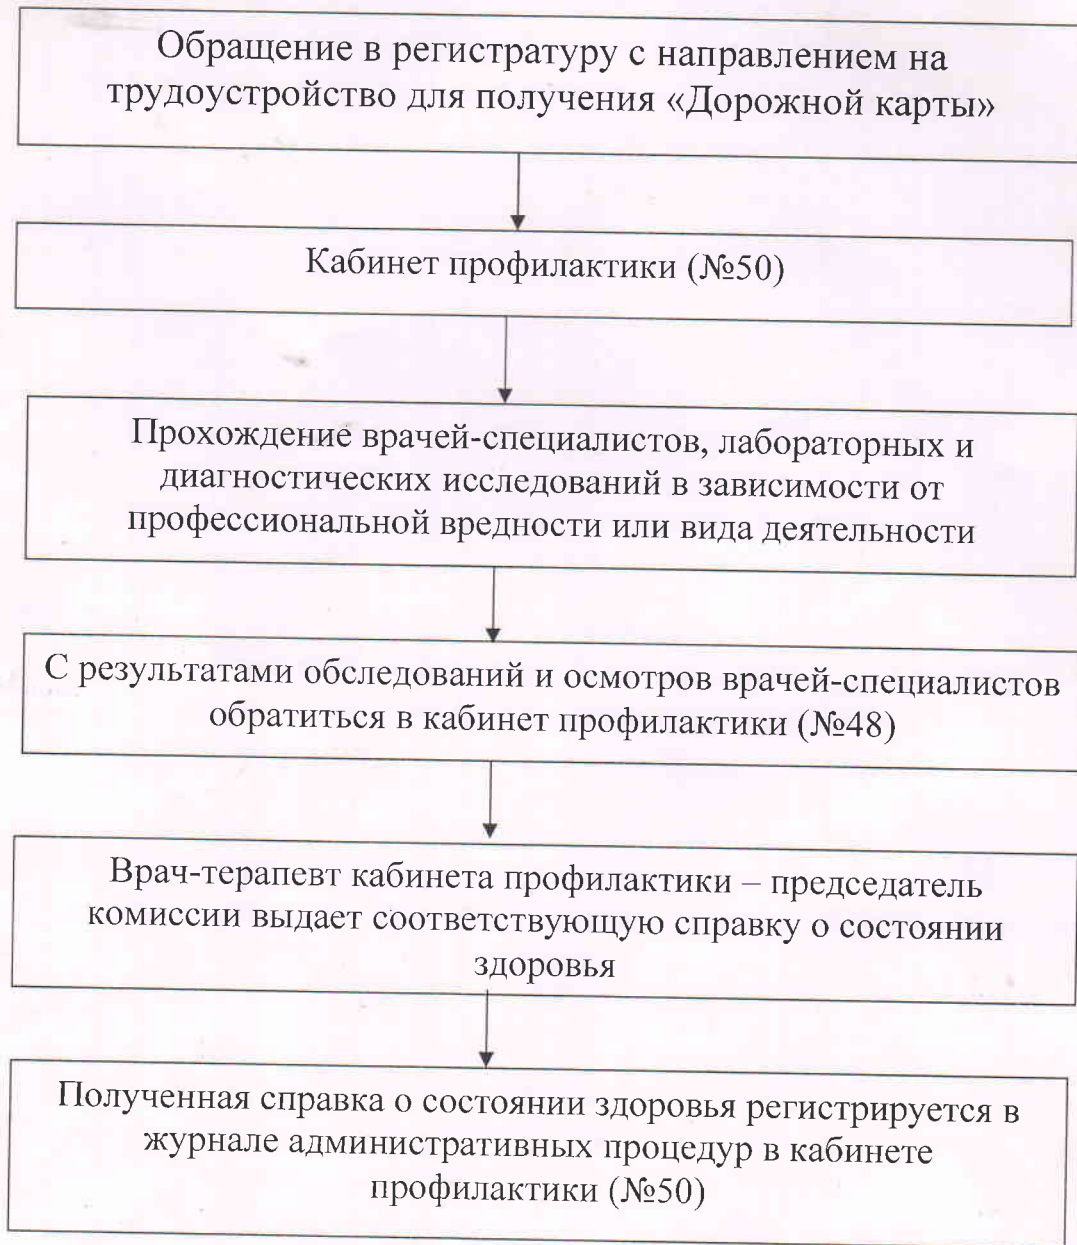 Обращение в регистратуру с направлением на
трудоустройство для получения «Дорожной карты»
Кабинет профилактики (№50)
Прохождение врачей-специалистов, лабораторных и
диагностических исследований в зависимости от
профессиональной вредности или вида деятельности
С результатами обследований и осмотров врачей-специалистов
обратиться в кабинет профилактики (№48)
Врач-терапевт кабинета профилактики – председатель
комиссии выдает соответствующую справку о состоянии
здоровья
Полученная справка о состоянии здоровья регистрируется в
журнале административных процедур в кабинете
профилактики (№50)